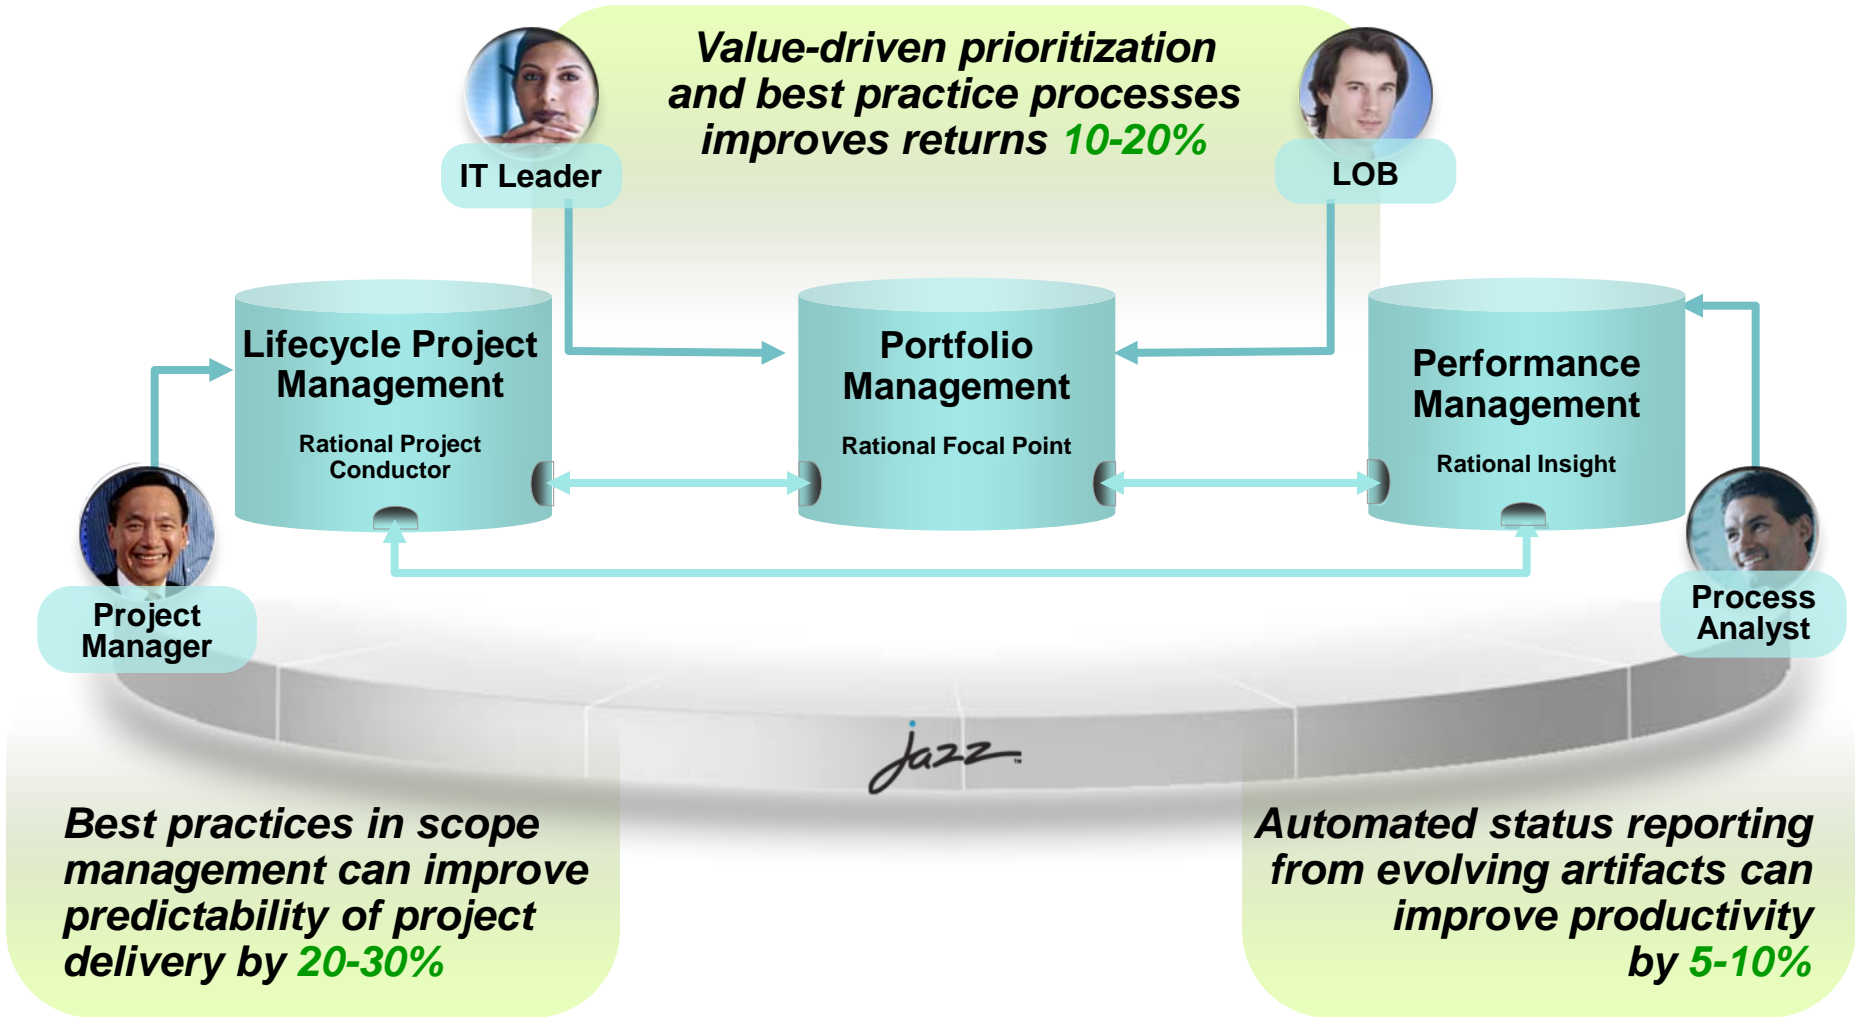 Value-driven prioritization
and best practice processes
improves returns 10-20%
IT Leader
LOB
Lifecycle Project
Management
Rational Project
Conductor
Portfolio
Management
Rational Focal Point
Performance
Management
Rational Insight
Project
Manager
Process
Analyst
jazz™
Best practices in scope
management can improve
predictability of project
delivery by 20-30%
Automated status reporting
from evolving artifacts can
improve productivity
by 5-10%